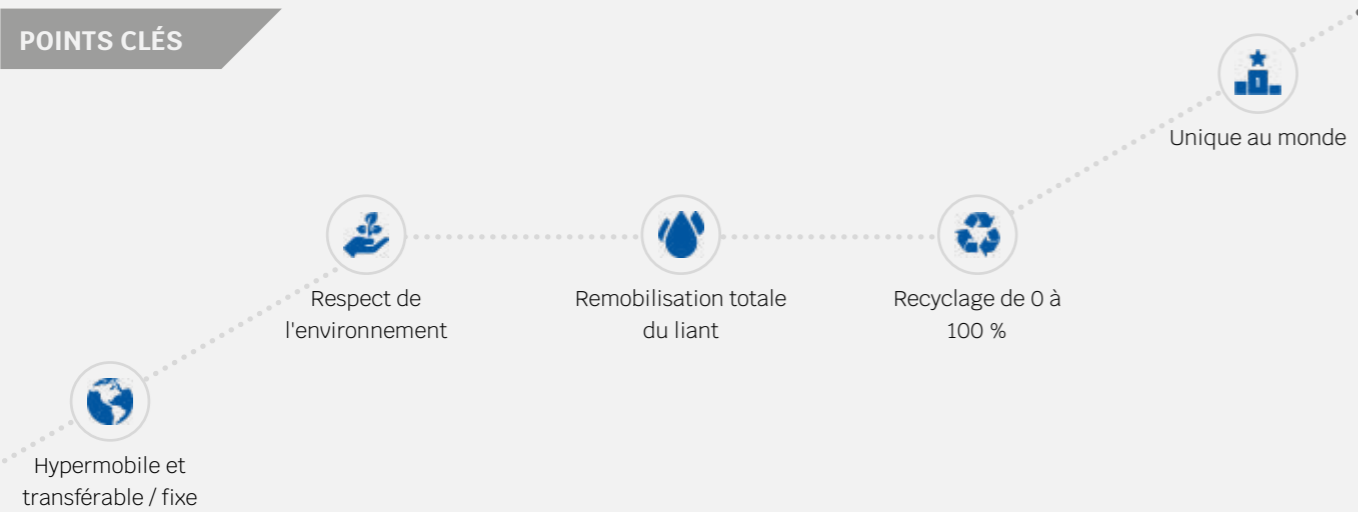 POINTS CLÉS
Hypermobile et
transférable / fixe
Respect de
l'environnement
Remobilisation totale
du liant
Recyclage de 0 à
100 %
1
Unique au monde